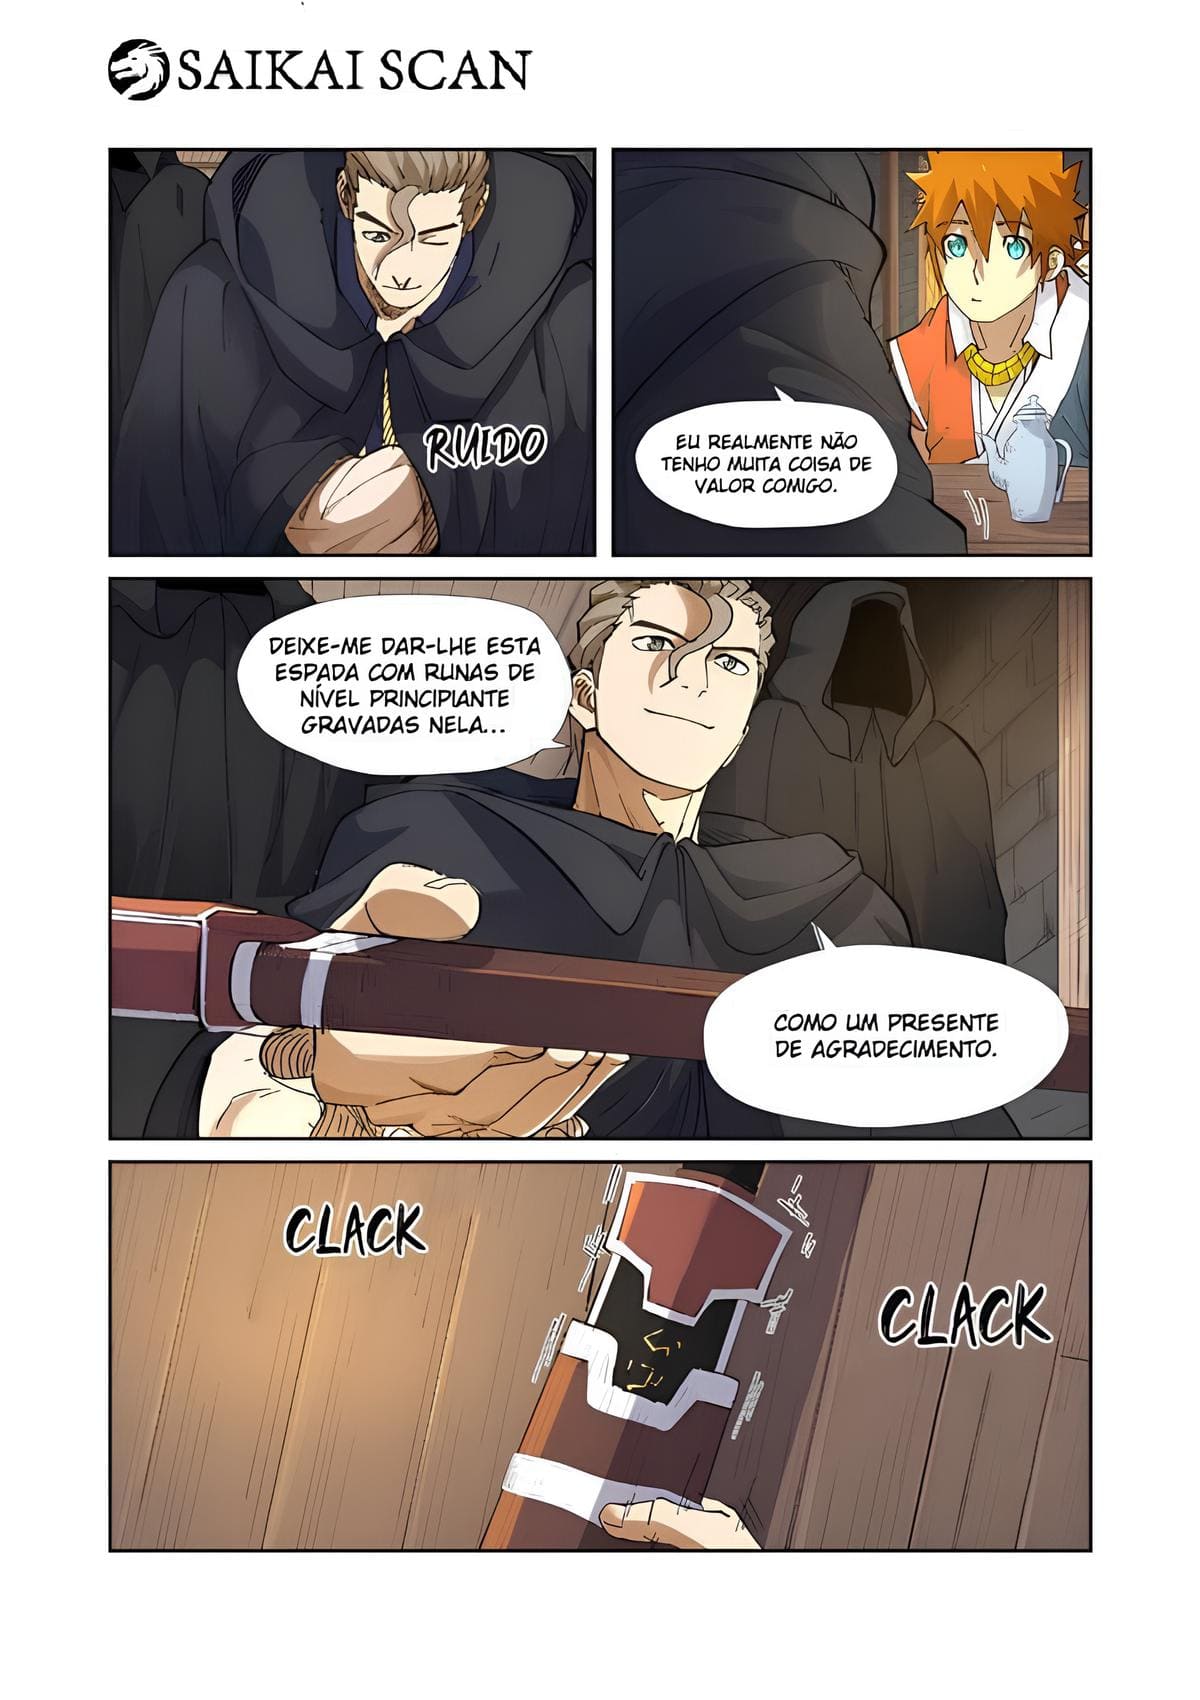 SAIKAI SCAN
RUIDO
EU REALMENTE NÃO
TENHO MUITA COISA DE
VALOR COMIGO.
DEIXE-ME DAR-LHE ESTA
ESPADA COM RUNAS DE
NÍVEL PRINCIPIANTE
GRAVADAS NELA...
COMO UM PRESENTE
DE AGRADECIMENTO.
CLACK
CLACK